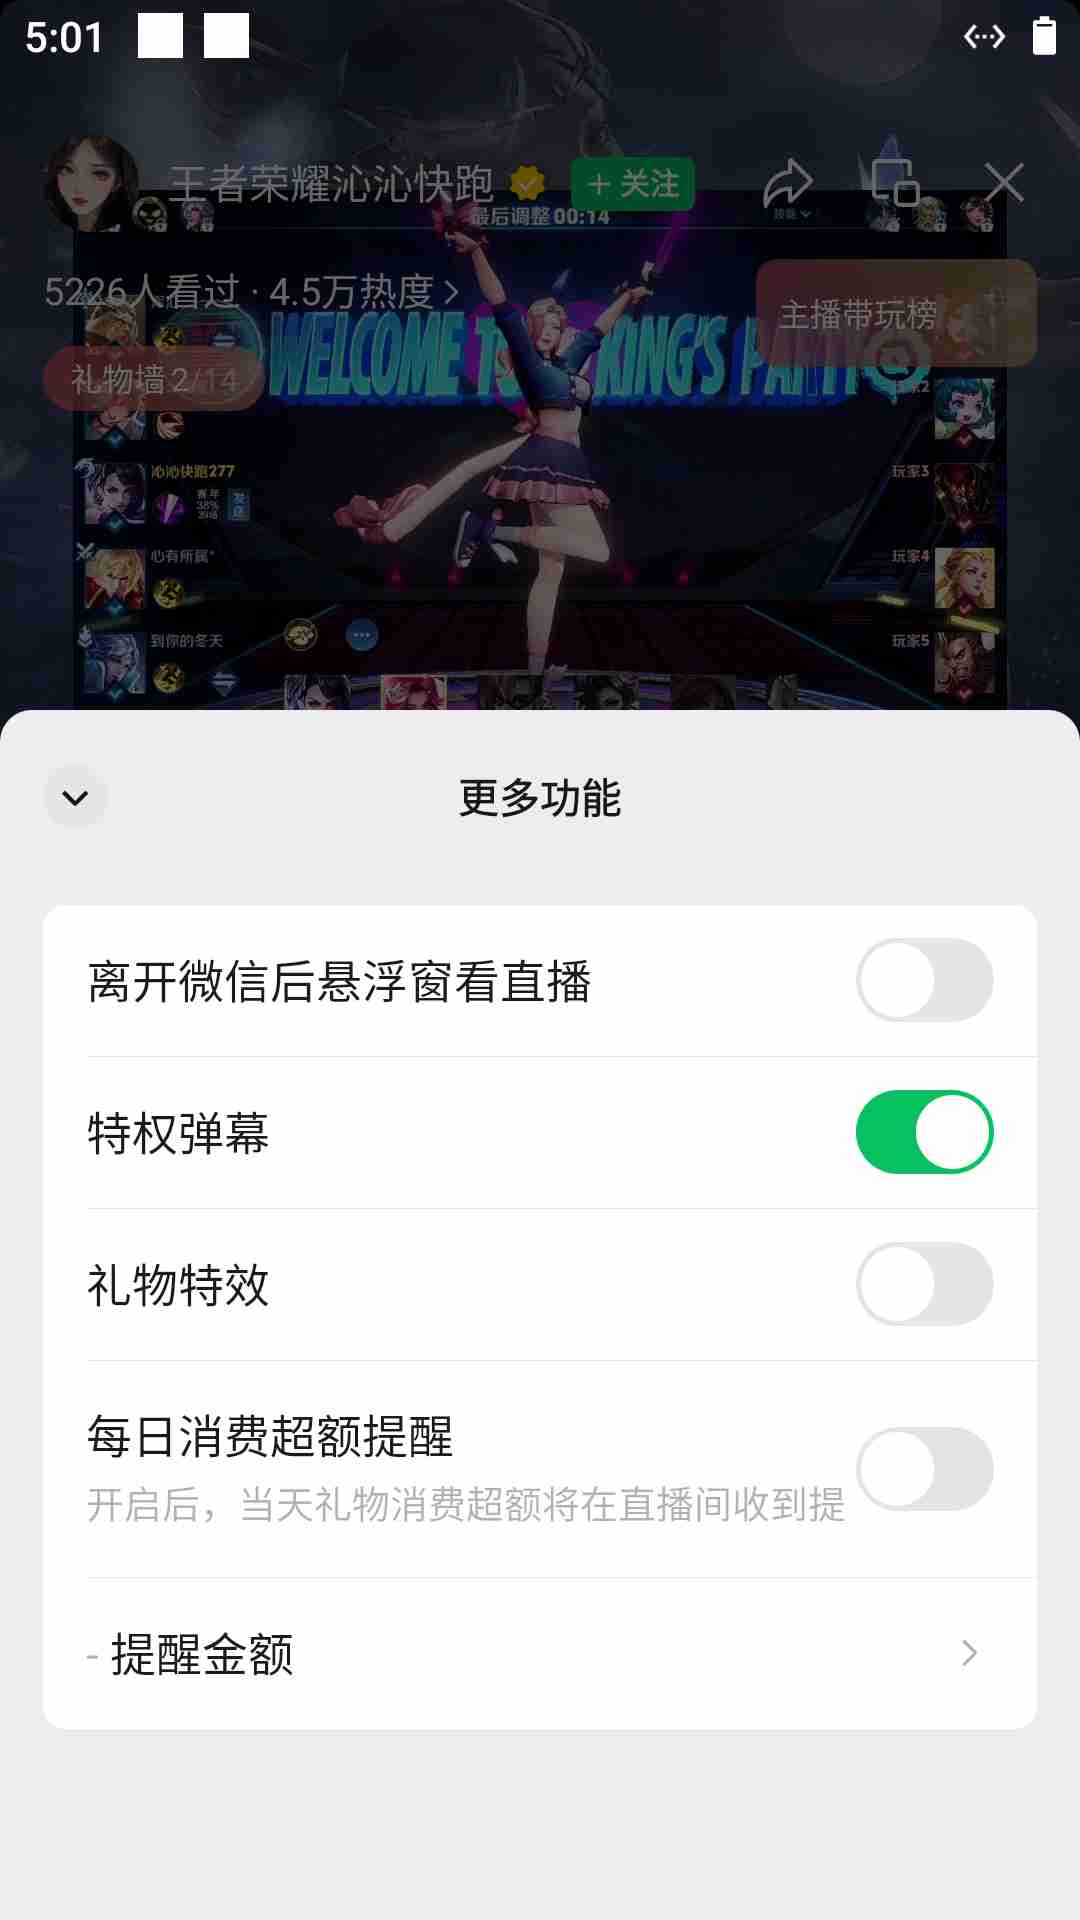 5:01
王者荣耀沁沁快跑
+ 关注
最后调整 00:14
技能
5226人看过 · 4.5万热度
主播带玩榜
WELCOME TO KING'S PARTY
礼物墙 2/14
沁沁快跑277
玩家3
心有所属*
玩家4
到你的冬天
玩家5
更多功能
离开微信后悬浮窗看直播
特权弹幕
礼物特效
每日消费超额提醒
开启后，当天礼物消费超额将在直播间收到提
- 提醒金额